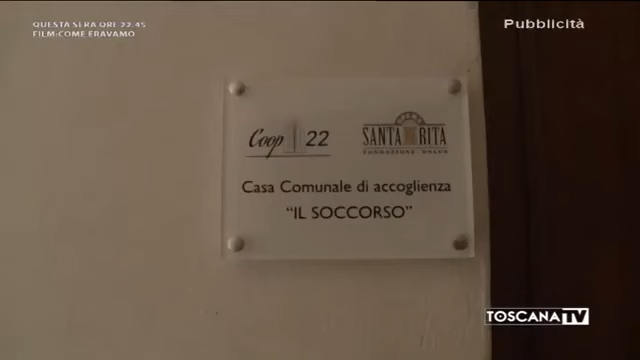 QUESTA SERA ORE 22.45
FILM:COME ERAVAMO
Pubblicità
Coop 22
SANTA RITA
FONDAZIONE ONLUS
Casa Comunale di accoglienza
“IL SOCCORSO”
TOSCANA TV